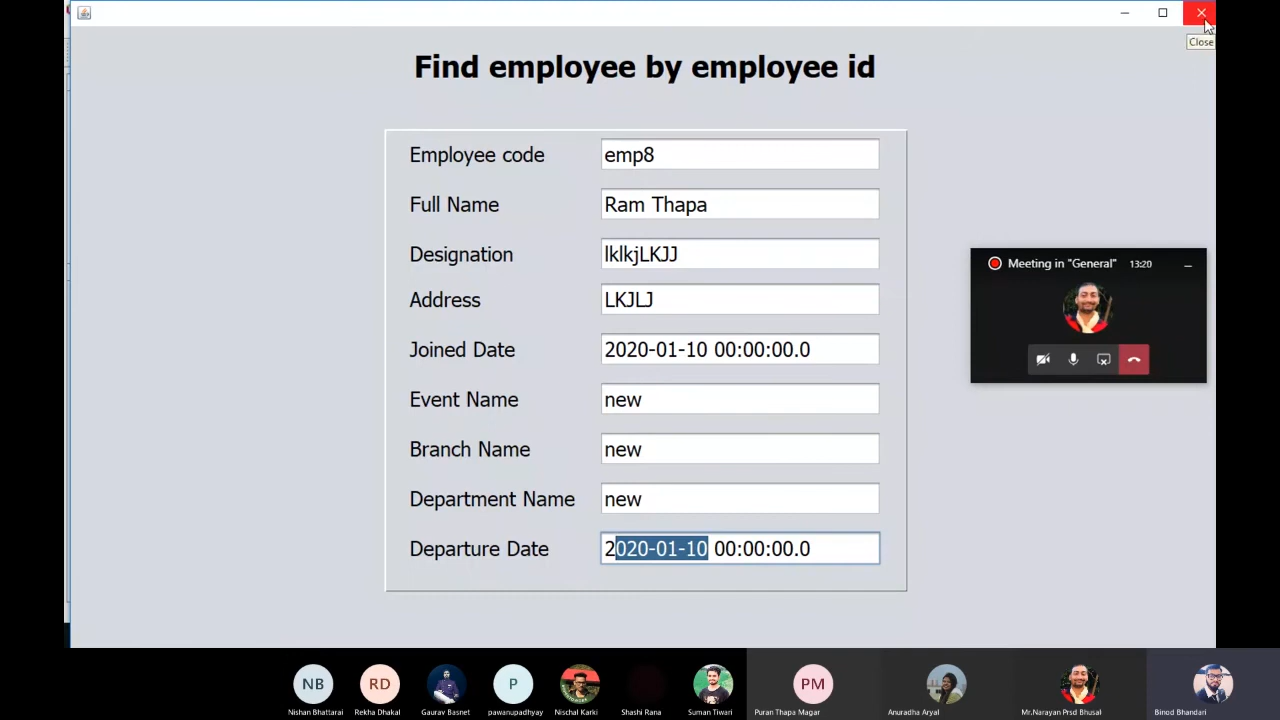 Close
Find employee by employee id
Employee code emp8
Full Name Ram Thapa
Designation lklkjLKJJ
Address LKJLJ
Joined Date 2020-01-10 00:00:00.0
Event Name new
Branch Name new
Department Name new
Departure Date 2020-01-10 00:00:00.0
Meeting in "General" 13:20
NB RD P PM
Nishan Bhattarai Rekha Dhakal Gaurav Basnet pawanupadhyay Nischal Karki Shashi Rana Suman Tiwari Puran Thapa Magar Anuradha Aryal Mr.Narayan Prsd Bhusal Binod Bhandari